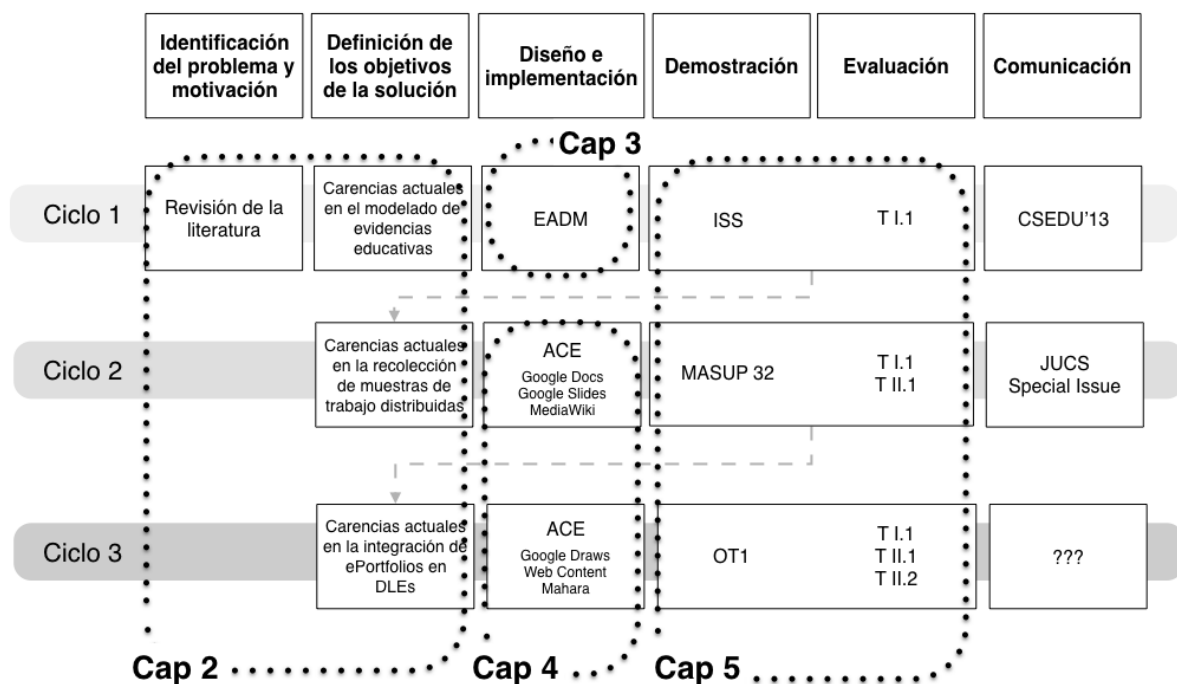 Identificación
del problema y
motivación
Definición de
los objetivos
de la solución
Diseño e
implementación
Demostración
Evaluación
Comunicación
Cap 3
Ciclo 1
Revisión de la
literatura
Carencias actuales
en el modelado de
evidencias
educativas
EADM
ISS
T I.1
CSEDU'13
Ciclo 2
Carencias actuales
en la recolección
de muestras de
trabajo distribuidas
ACE
Google Docs
Google Slides
MediaWiki
MASUP 32
T I.1
T II.1
JUCS
Special Issue
Ciclo 3
Carencias actuales
en la integración de
ePortfolios en
DLEs
ACE
Google Draws
Web Content
Mahara
OT1
T I.1
T II.1
T II.2
???
Cap 2
Cap 4
Cap 5